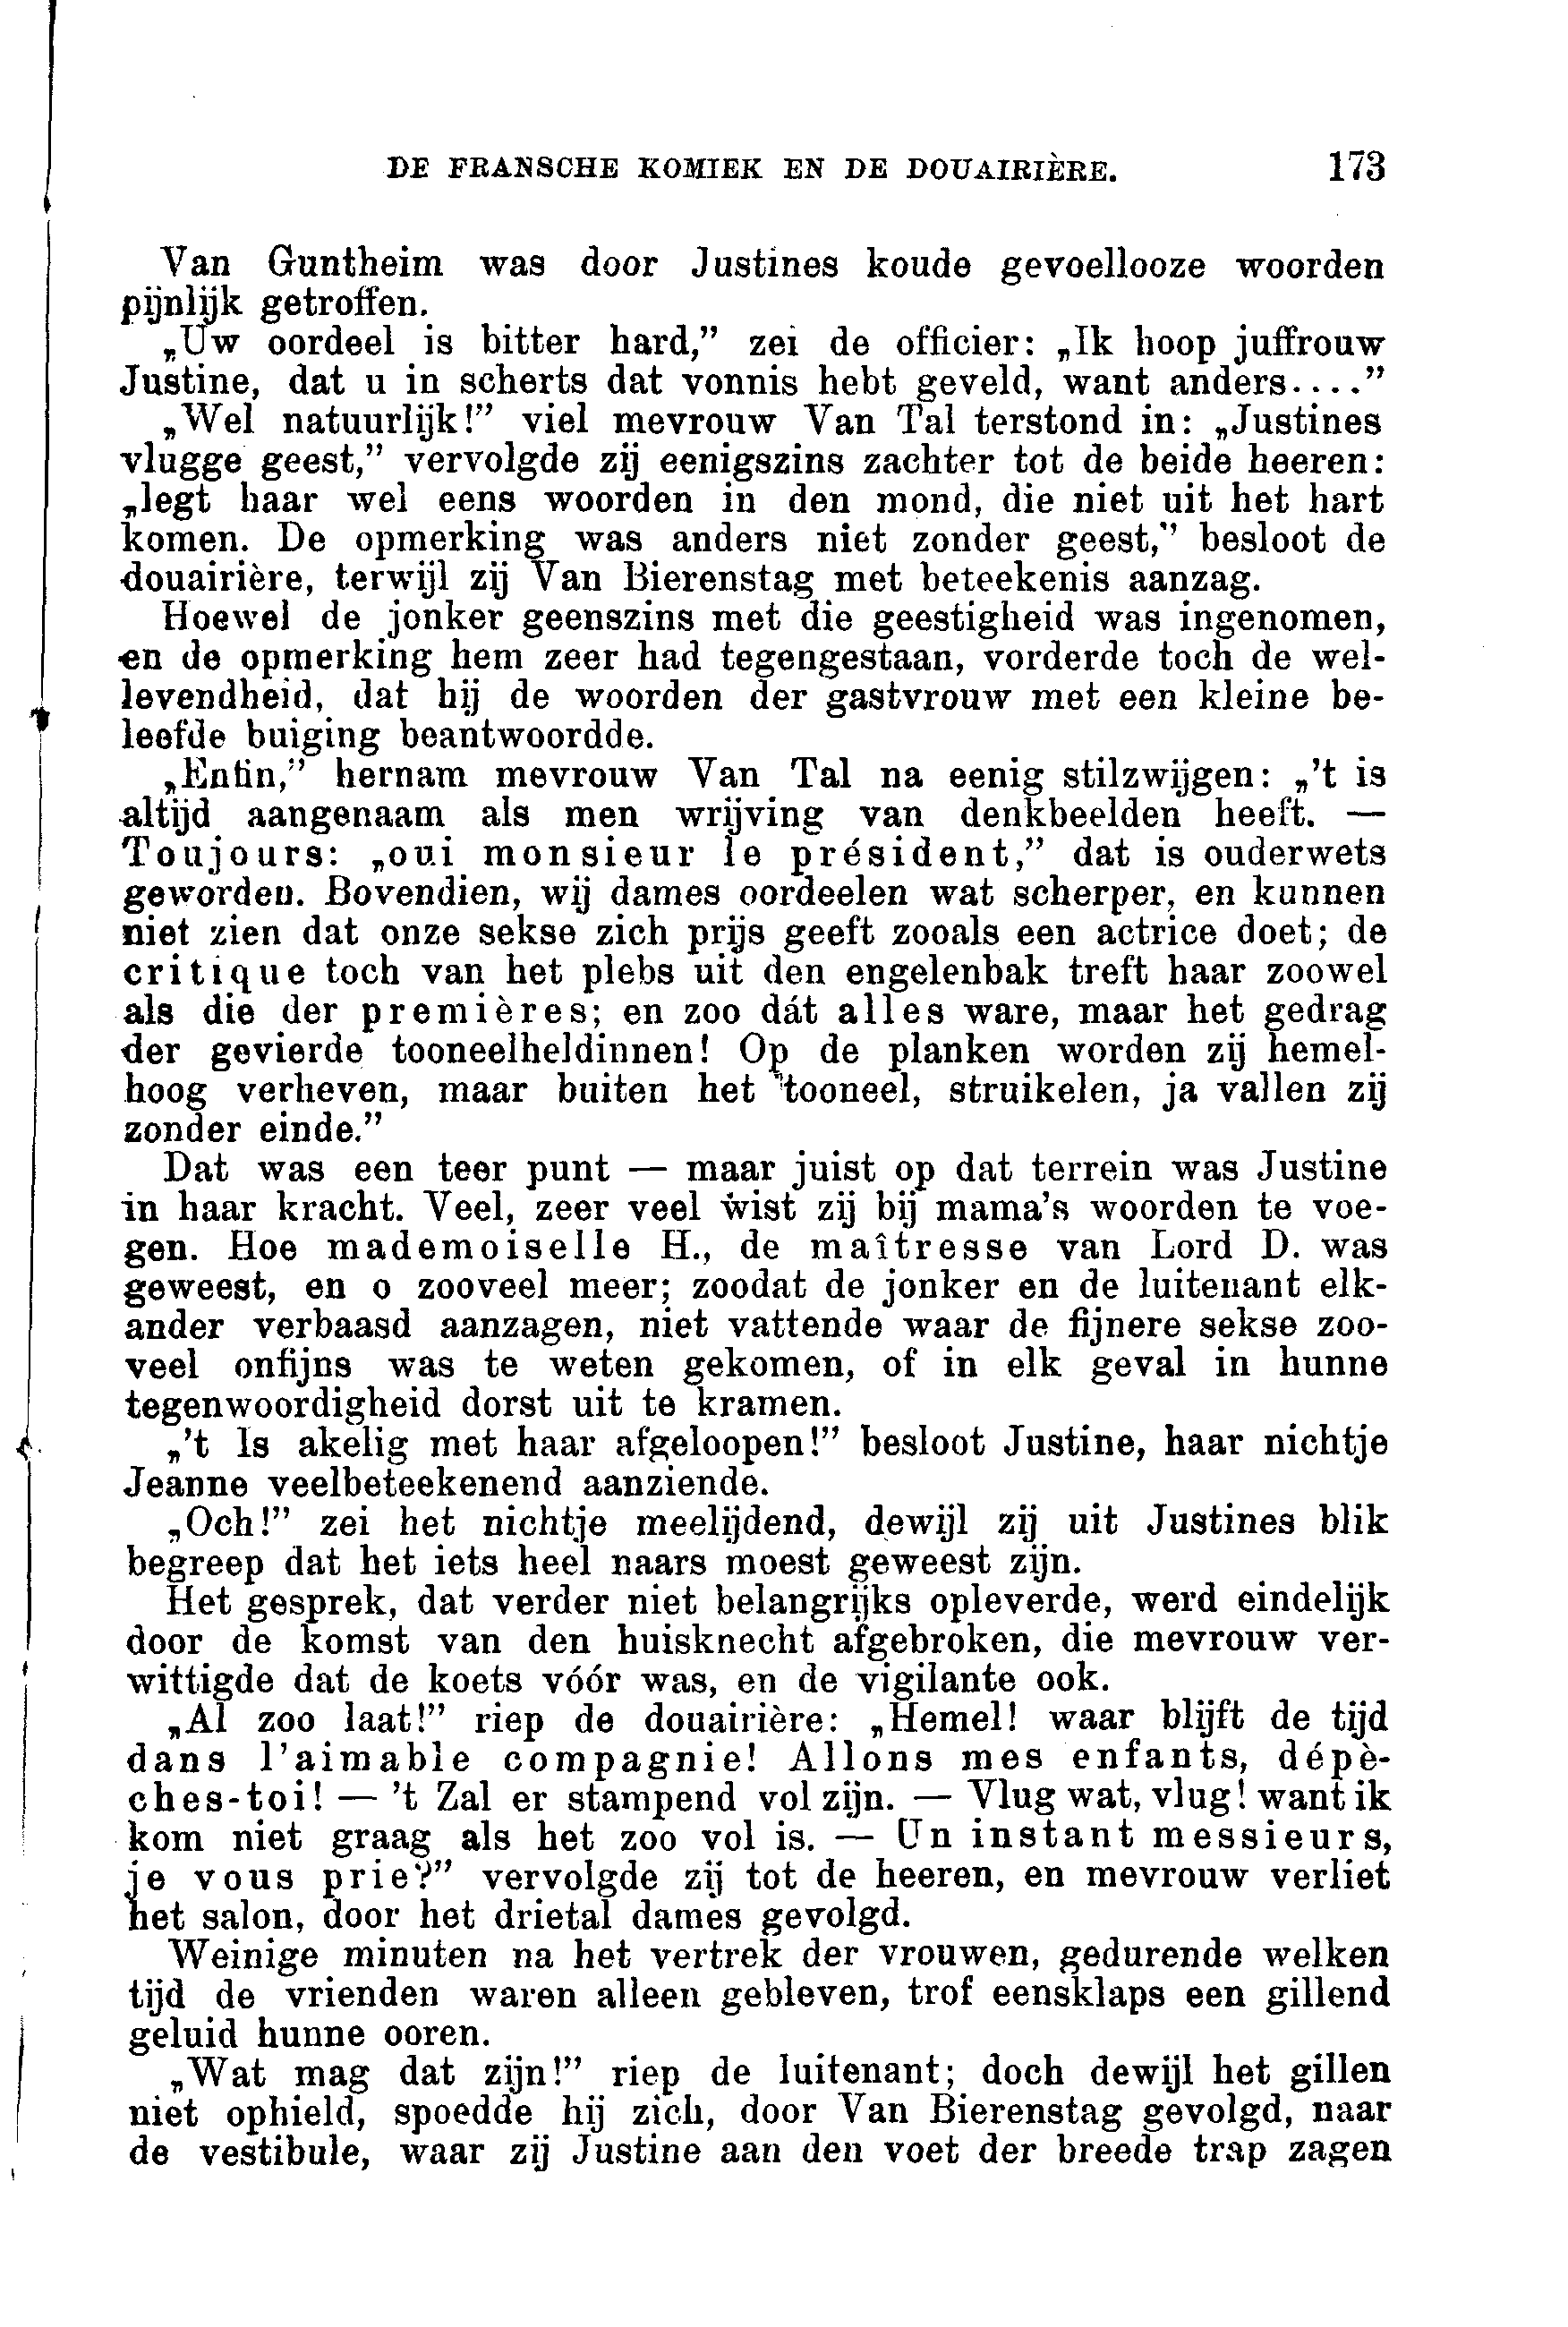 DE FRANSCHE KOMIEK EN DE DOUAIRIÈRE. 173
Van Guntheim was door Justines koude gevoellooze woorden
pijnlijk getroffen.
„Uw oordeel is bitter hard,” zei de officier: „Ik hoop juffrouw
Justine, dat u in scherts dat vonnis hebt geveld, want anders....”
„Wel natuurlijk!” viel mevrouw Van Tal terstond in: „Justines
vlugge geest,” vervolgde zij eenigszins zachter tot de beide heeren:
„legt haar wel eens woorden in den mond, die niet uit het hart
komen. De opmerking was anders niet zonder geest,” besloot de
douairière, terwijl zij Van Bierenstag met beteekenis aanzag.
Hoewel de jonker geenszins met die geestigheid was ingenomen,
en de opmerking hem zeer had tegengestaan, vorderde toch de wel-
levendheid, dat hij de woorden der gastvrouw met een kleine be-
leefde buiging beantwoordde.
„Enfin,” hernam mevrouw Van Tal na eenig stilzwijgen: „'t is
altijd aangenaam als men wrijving van denkbeelden heeft. —
Toujours: „oui monsieur le président,” dat is ouderwets
geworden. Bovendien, wij dames oordeelen wat scherper, en kunnen
niet zien dat onze sekse zich prijs geeft zooals een actrice doet; de
critique toch van het plebs uit den engelenbak treft haar zoowel
als die der premières; en zoo dát alles ware, maar het gedrag
der gevierde tooneelheldinnen! Op de planken worden zij hemel-
hoog verheven, maar buiten het tooneel, struikelen, ja vallen zij
zonder einde.”
Dat was een teer punt — maar juist op dat terrein was Justine
in haar kracht. Veel, zeer veel wist zij bij mama's woorden te voe-
gen. Hoe mademoiselle H., de maîtresse van Lord D. was
geweest, en o zooveel meer; zoodat de jonker en de luitenant elk-
ander verbaasd aanzagen, niet vattende waar de fijnere sekse zoo-
veel onfijns was te weten gekomen, of in elk geval in hunne
tegenwoordigheid dorst uit te kramen.
„'t Is akelig met haar afgeloopen!” besloot Justine, haar nichtje
Jeanne veelbeteekenend aanziende.
„Och!” zei het nichtje meelijdend, dewijl zij uit Justines blik
begreep dat het iets heel naars moest geweest zijn.
Het gesprek, dat verder niet belangrijks opleverde, werd eindelijk
door de komst van den huisknecht afgebroken, die mevrouw ver-
wittigde dat de koets vóór was, en de vigilante ook.
„Al zoo laat!” riep de douairière: „Hemel! waar blijft de tijd
dans l'aimable compagnie! Allons mes enfants, dépè-
ches-toi! — 't Zal er stampend vol zijn. — Vlug wat, vlug! want ik
kom niet graag als het zoo vol is. — Un instant messieurs,
je vous prie?” vervolgde zij tot de heeren, en mevrouw verliet
het salon, door het drietal dames gevolgd.
Weinige minuten na het vertrek der vrouwen, gedurende welken
tijd de vrienden waren alleen gebleven, trof eensklaps een gillend
geluid hunne ooren.
„Wat mag dat zijn!” riep de luitenant; doch dewijl het gillen
niet ophield, spoedde hij zich, door Van Bierenstag gevolgd, naar
de vestibule, waar zij Justine aan den voet der breede trap zagen